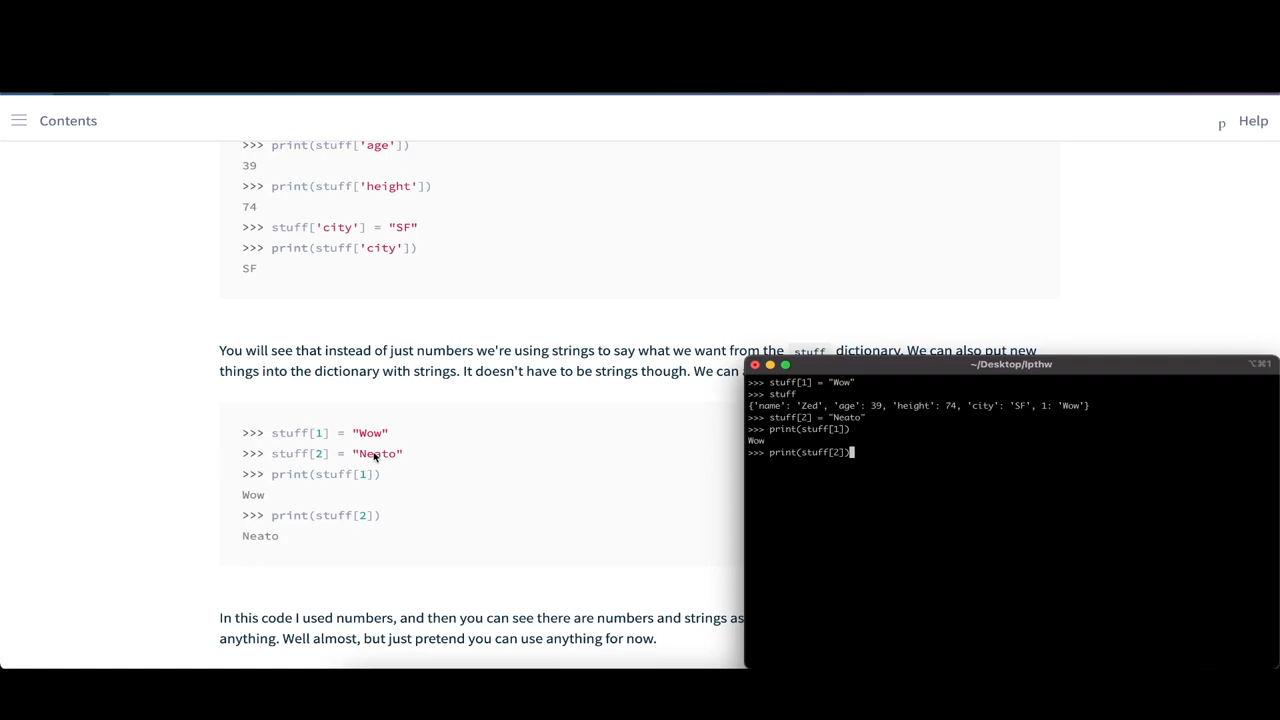 Contents
p Help
>>> print(stuff['age'])
39
>>> print(stuff['height'])
74
>>> stuff['city'] = "SF"
>>> print(stuff['city'])
SF
You will see that instead of just numbers we're using strings to say what we want from the stuff dictionary. We can also put new
things into the dictionary with strings. It doesn't have to be strings though. We can
>>> stuff[1] = "Wow"
>>> stuff[2] = "Neato"
>>> print(stuff[1])
Wow
>>> print(stuff[2])
Neato
In this code I used numbers, and then you can see there are numbers and strings as
anything. Well almost, but just pretend you can use anything for now.
~/Desktop/lpthw
⌥⌘1
>>> stuff[1] = "Wow"
>>> stuff
{'name': 'Zed', 'age': 39, 'height': 74, 'city': 'SF', 1: 'Wow'}
>>> stuff[2] = "Neato"
>>> print(stuff[1])
Wow
>>> print(stuff[2])